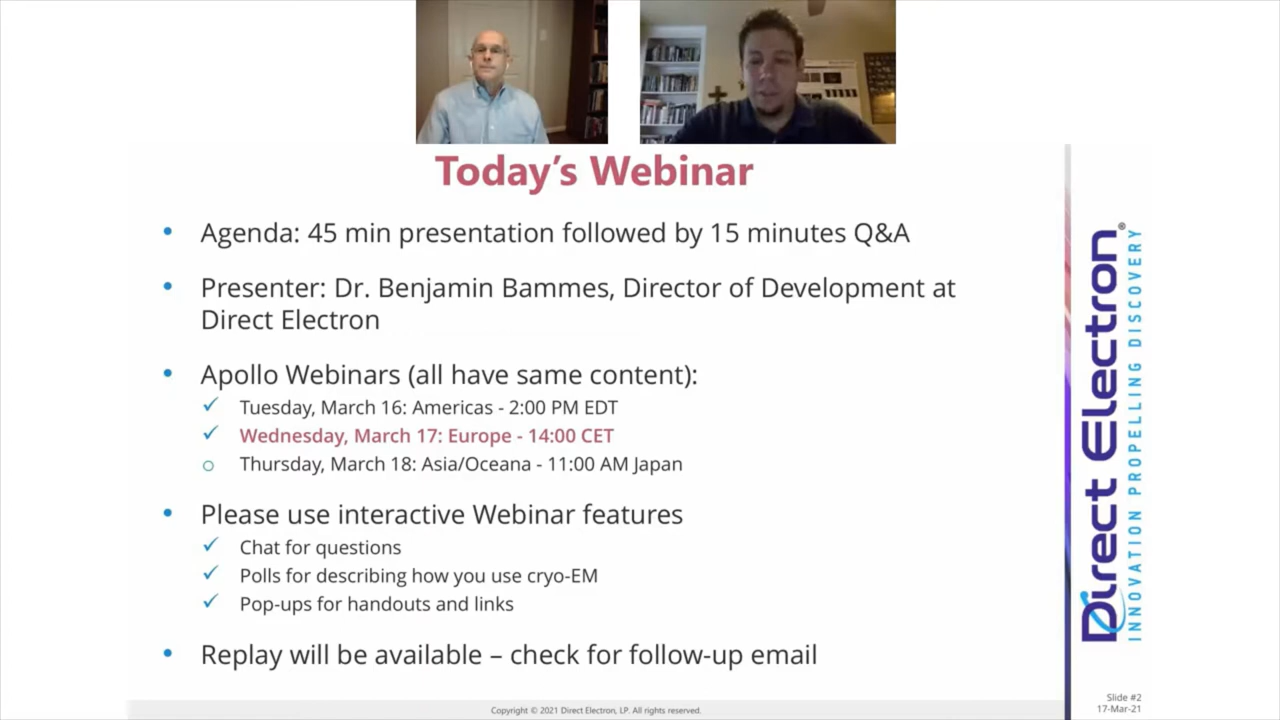 Today's Webinar
Agenda: 45 min presentation followed by 15 minutes Q&A
Presenter: Dr. Benjamin Bammes, Director of Development at
Direct Electron
Apollo Webinars (all have same content):
Tuesday, March 16: Americas - 2:00 PM EDT
Wednesday, March 17: Europe - 14:00 CET
Thursday, March 18: Asia/Oceana - 11:00 AM Japan
Please use interactive Webinar features
Chat for questions
Polls for describing how you use cryo-EM
Pop-ups for handouts and links
Replay will be available – check for follow-up email
Direct Electron®
INNOVATION PROPELLING DISCOVERY
Copyright © 2021 Direct Electron, LP. All rights reserved.
Slide #2
17-Mar-21